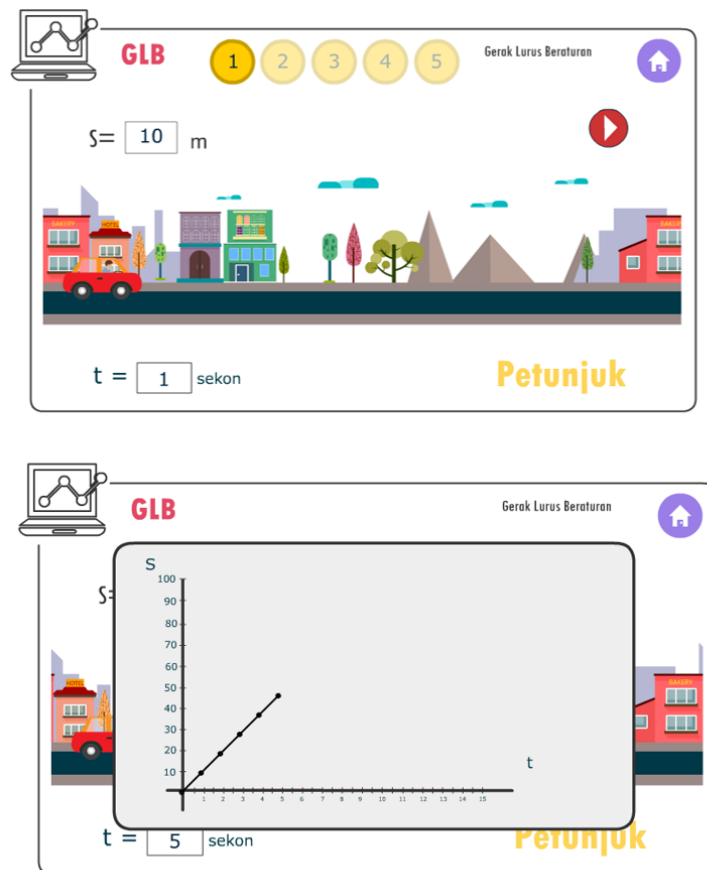 GLB
1 2 3 4 5
Gerak Lurus Beraturan
S= 10 m
BAKERY
HOTEL
BAKERY
t = 1 sekon
Petunjuk
GLB
Gerak Lurus Beraturan
S
100
90
80
70
60
50
40
30
20
10
1 2 3 4 5 6 7 8 9 10 11 12 13 14 15
t
S=
HOTEL
BAKERY
t = 5 sekon
Petunjuk